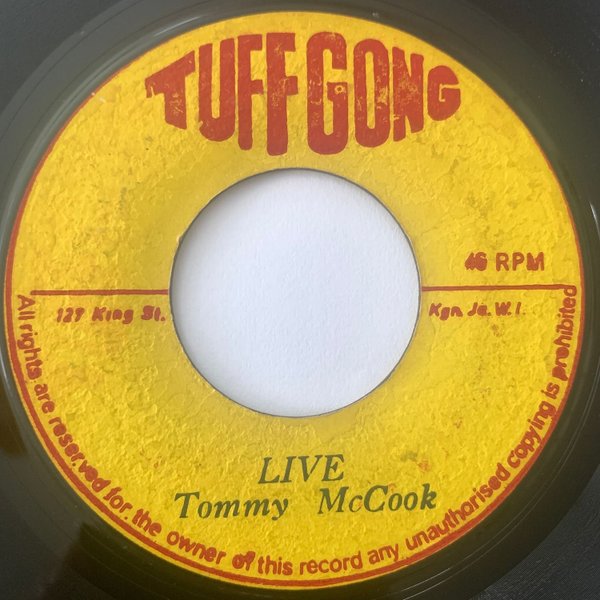 TUFF GONG
46 RPM
127 King St.
Kgn Ja. W.I.
LIVE
Tommy McCook
All rights are reserved for the owner of this record any unauthorised copying is prohibited